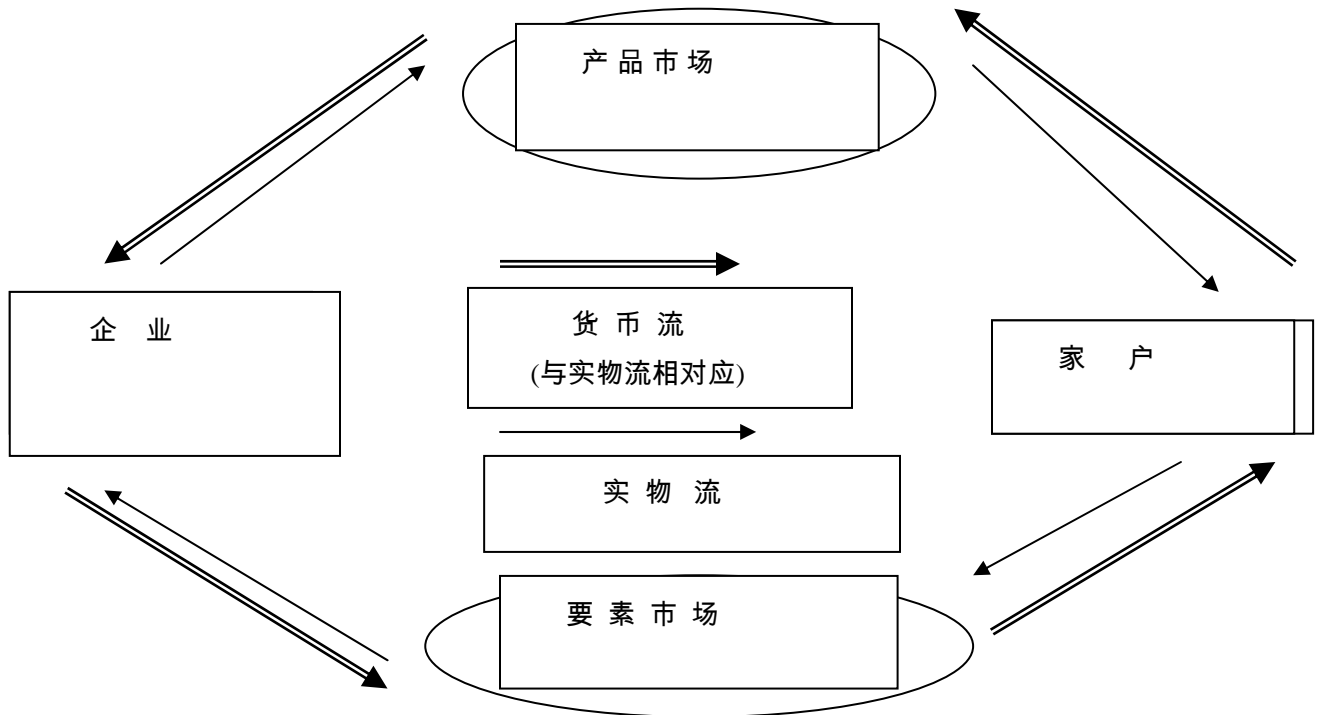 产品市场
企业
货币流
(与实物流相对应)
家户
实物流
要素市场